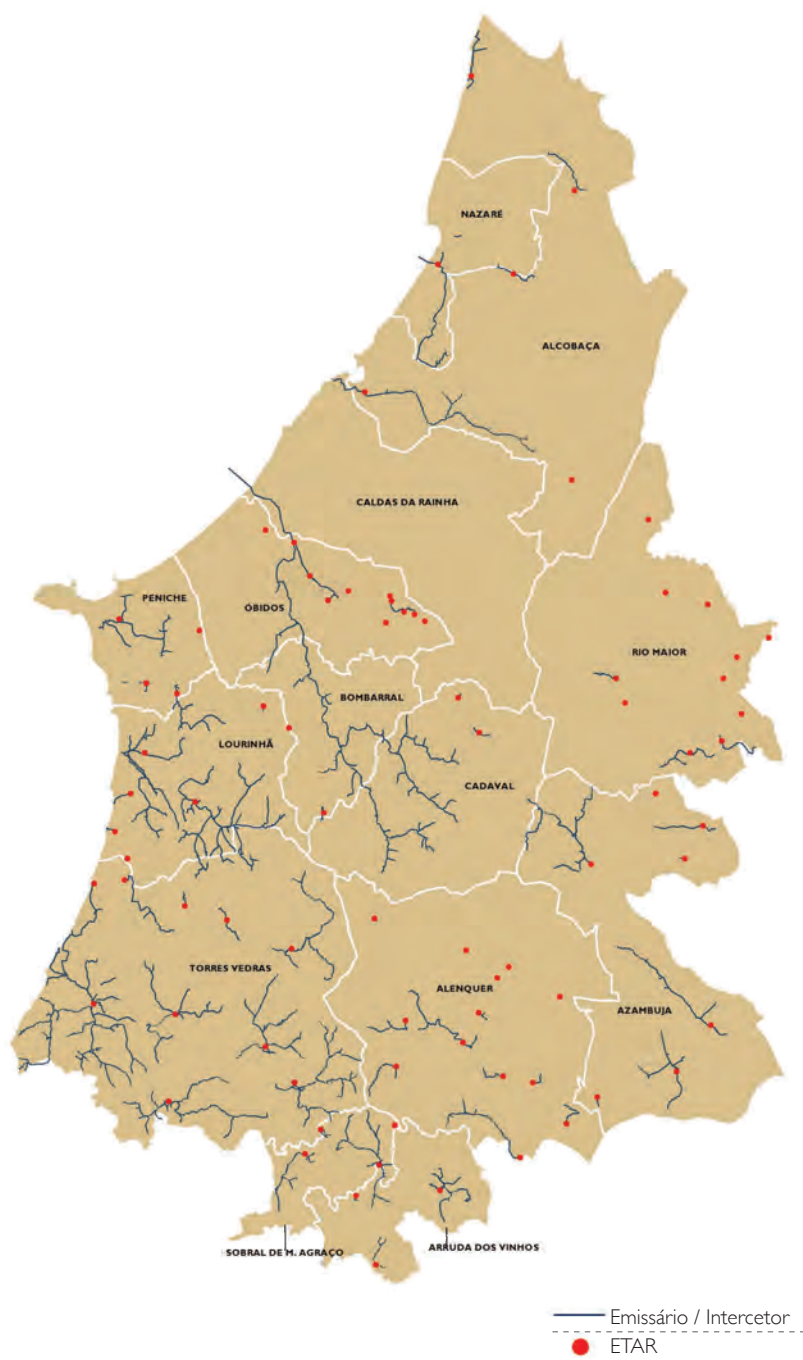 NAZARÉ
ALCOBAÇA
CALDAS DA RAINHA
PENICHE
ÓBIDOS
RIO MAIOR
BOMBARRAL
LOURINHÃ
CADAVAL
TORRES VEDRAS
ALENQUER
AZAMBUJA
SOBRAL DE M. AGRAÇO
ARRUDA DOS VINHOS
Emissário / Intercetor
ETAR